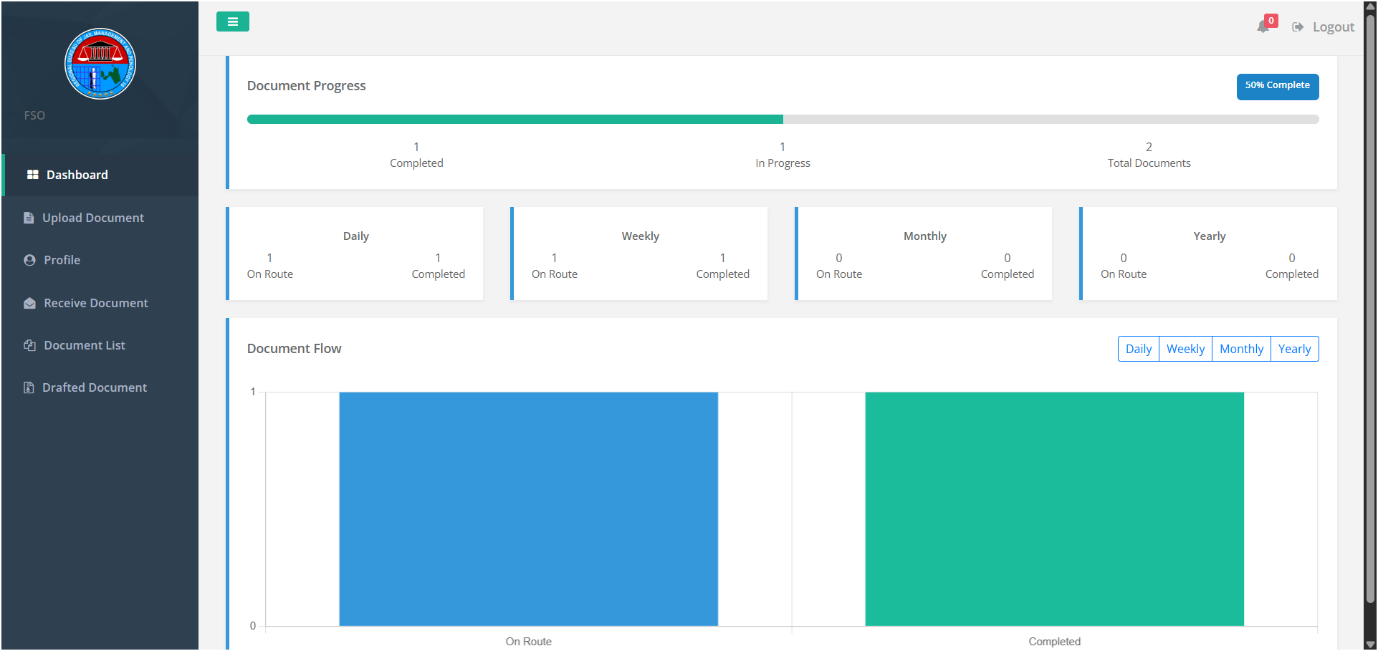 0 Logout
FSO
Dashboard
Upload Document
Profile
Receive Document
Document List
Drafted Document
Document Progress 50% Complete
1 1 2
Completed In Progress Total Documents
Daily Weekly Monthly Yearly
1 1 1 1 0 0 0 0
On Route Completed On Route Completed On Route Completed On Route Completed
Document Flow Daily Weekly Monthly Yearly
1
0
On Route Completed